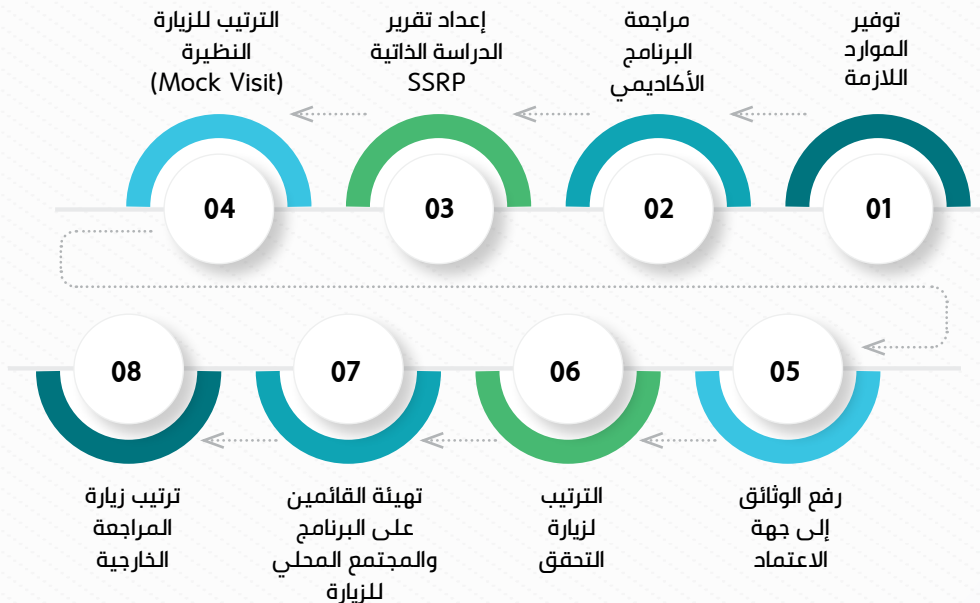 توفير
الموارد
اللازمة
01
مراجعة
البرنامج
الأكاديمي
02
إعداد تقرير
الدراسة الذاتية
SSRP
03
الترتيب للزيارة
النظيرة
(Mock Visit)
04
05
رفع الوثائق
إلى جهة
الاعتماد
06
الترتيب
لزيارة
التحقق
07
تهيئة القائمين
على البرنامج
والمجتمع المحلي
للزيارة
08
ترتيب زيارة
المراجعة
الخارجية